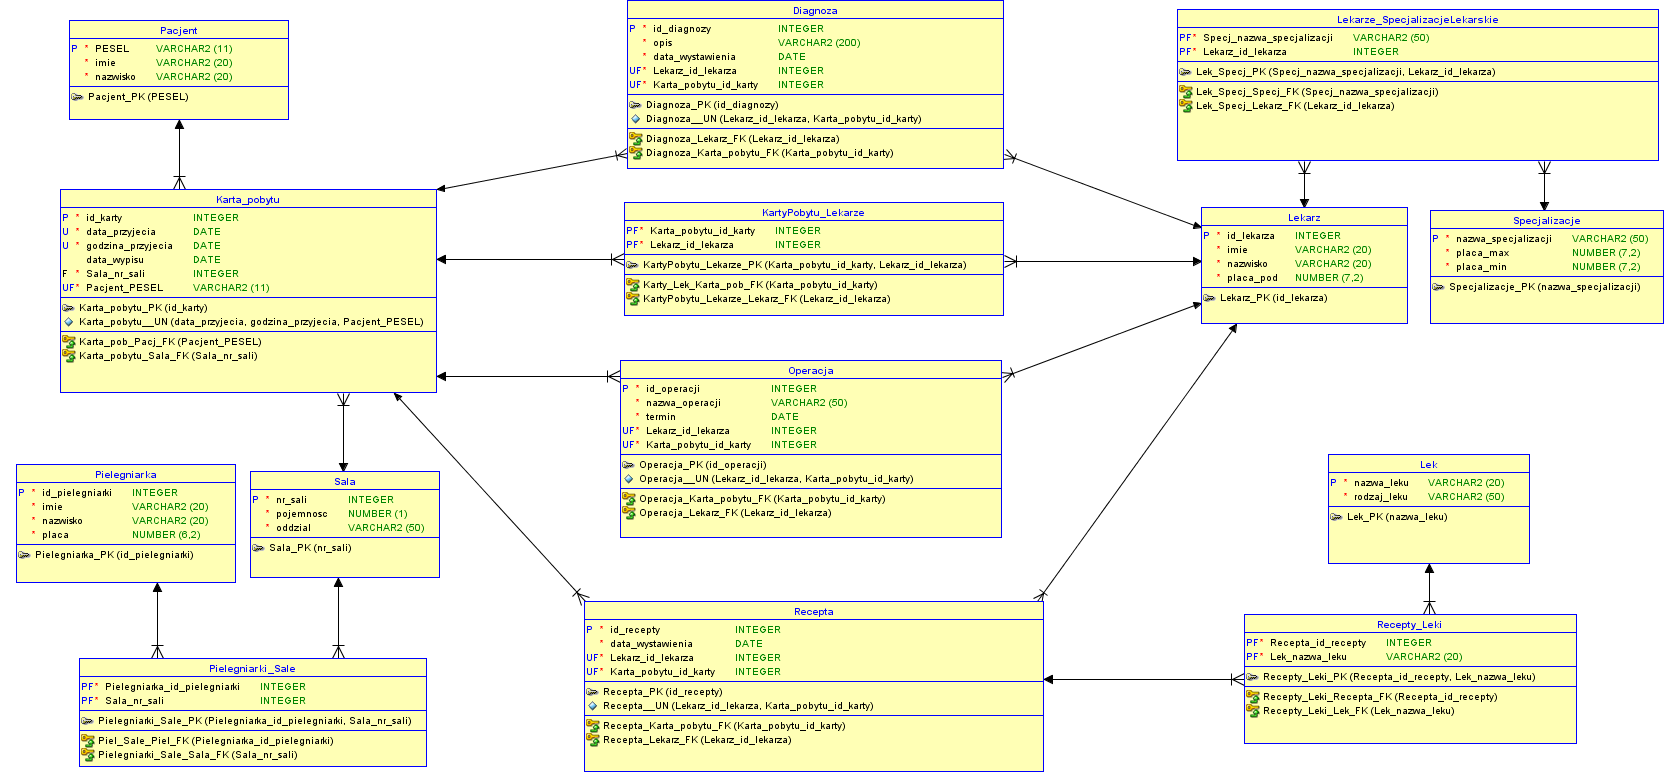 Pacjent
P * PESEL VARCHAR2 (11)
* imie VARCHAR2 (20)
* nazwisko VARCHAR2 (20)
Pacjent_PK (PESEL)
Diagnoza
P * id_diagnozy INTEGER
* opis VARCHAR2 (200)
* data_wystawienia DATE
UF* Lekarz_id_lekarza INTEGER
UF* Karta_pobytu_id_karty INTEGER
Diagnoza_PK (id_diagnozy)
Diagnoza__UN (Lekarz_id_lekarza, Karta_pobytu_id_karty)
Diagnoza_Lekarz_FK (Lekarz_id_lekarza)
Diagnoza_Karta_pobytu_FK (Karta_pobytu_id_karty)
Lekarze_SpecjalizacjeLekarskie
PF* Specj_nazwa_specjalizacji VARCHAR2 (50)
PF* Lekarz_id_lekarza INTEGER
Lek_Specj_PK (Specj_nazwa_specjalizacji, Lekarz_id_lekarza)
Lek_Specj_Specj_FK (Specj_nazwa_specjalizacji)
Lek_Specj_Lekarz_FK (Lekarz_id_lekarza)
Karta_pobytu
P * id_karty INTEGER
U * data_przyjecia DATE
U * godzina_przyjecia DATE
data_wypisu DATE
F * Sala_nr_sali INTEGER
UF* Pacjent_PESEL VARCHAR2 (11)
Karta_pobytu_PK (id_karty)
Karta_pobytu__UN (data_przyjecia, godzina_przyjecia, Pacjent_PESEL)
Karta_pob_Pacj_FK (Pacjent_PESEL)
Karta_pobytu_Sala_FK (Sala_nr_sali)
KartyPobytu_Lekarze
PF* Karta_pobytu_id_karty INTEGER
PF* Lekarz_id_lekarza INTEGER
KartyPobytu_Lekarze_PK (Karta_pobytu_id_karty, Lekarz_id_lekarza)
Karty_Lek_Karta_pob_FK (Karta_pobytu_id_karty)
KartyPobytu_Lekarze_Lekarz_FK (Lekarz_id_lekarza)
Lekarz
P * id_lekarza INTEGER
* imie VARCHAR2 (20)
* nazwisko VARCHAR2 (20)
* placa_pod NUMBER (7,2)
Lekarz_PK (id_lekarza)
Specjalizacje
P * nazwa_specjalizacji VARCHAR2 (50)
* placa_max NUMBER (7,2)
* placa_min NUMBER (7,2)
Specjalizacje_PK (nazwa_specjalizacji)
Operacja
P * id_operacji INTEGER
* nazwa_operacji VARCHAR2 (50)
* termin DATE
UF* Lekarz_id_lekarza INTEGER
UF* Karta_pobytu_id_karty INTEGER
Operacja_PK (id_operacji)
Operacja__UN (Lekarz_id_lekarza, Karta_pobytu_id_karty)
Operacja_Karta_pobytu_FK (Karta_pobytu_id_karty)
Operacja_Lekarz_FK (Lekarz_id_lekarza)
Pielegniarka
P * id_pielegniarki INTEGER
* imie VARCHAR2 (20)
* nazwisko VARCHAR2 (20)
* placa NUMBER (6,2)
Pielegniarka_PK (id_pielegniarki)
Sala
P * nr_sali INTEGER
* pojemnosc NUMBER (1)
* oddzial VARCHAR2 (50)
Sala_PK (nr_sali)
Lek
P * nazwa_leku VARCHAR2 (20)
* rodzaj_leku VARCHAR2 (50)
Lek_PK (nazwa_leku)
Pielegniarki_Sale
PF* Pielegniarka_id_pielegniarki INTEGER
PF* Sala_nr_sali INTEGER
Pielegniarki_Sale_PK (Pielegniarka_id_pielegniarki, Sala_nr_sali)
Piel_Sale_Piel_FK (Pielegniarka_id_pielegniarki)
Pielegniarki_Sale_Sala_FK (Sala_nr_sali)
Recepta
P * id_recepty INTEGER
* data_wystawienia DATE
UF* Lekarz_id_lekarza INTEGER
UF* Karta_pobytu_id_karty INTEGER
Recepta_PK (id_recepty)
Recepta__UN (Lekarz_id_lekarza, Karta_pobytu_id_karty)
Recepta_Karta_pobytu_FK (Karta_pobytu_id_karty)
Recepta_Lekarz_FK (Lekarz_id_lekarza)
Recepty_Leki
PF* Recepta_id_recepty INTEGER
PF* Lek_nazwa_leku VARCHAR2 (20)
Recepty_Leki_PK (Recepta_id_recepty, Lek_nazwa_leku)
Recepty_Leki_Recepta_FK (Recepta_id_recepty)
Recepty_Leki_Lek_FK (Lek_nazwa_leku)